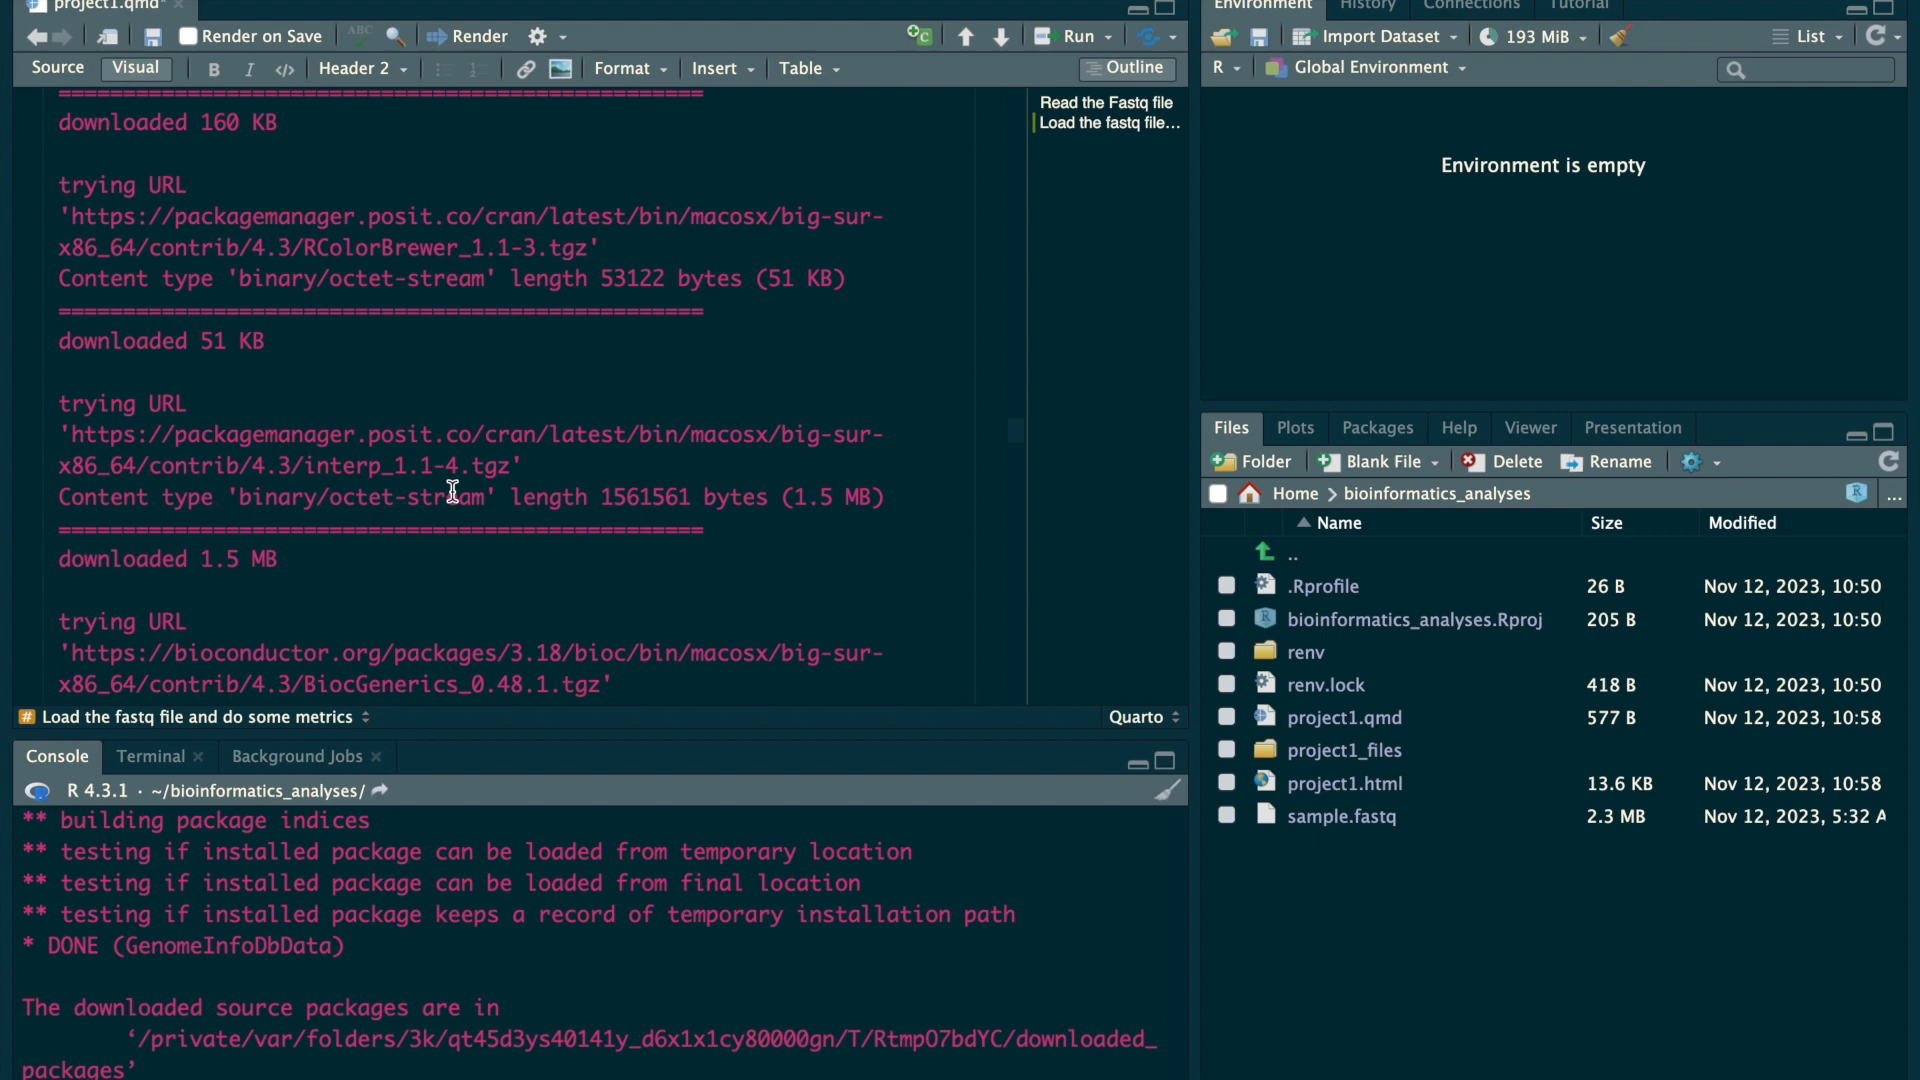 project1.qmd*
Render on Save
ABC
Render
Run
Source
Visual
B
I
</>
Header 2
Format
Insert
Table
Outline
================================================== 
downloaded 160 KB
trying URL
'https://packagemanager.posit.co/cran/latest/bin/macosx/big-sur-
x86_64/contrib/4.3/RColorBrewer_1.1-3.tgz'
Content type 'binary/octet-stream' length 53122 bytes (51 KB)
==================================================
downloaded 51 KB
trying URL
'https://packagemanager.posit.co/cran/latest/bin/macosx/big-sur-
x86_64/contrib/4.3/interp_1.1-4.tgz'
Content type 'binary/octet-stream' length 1561561 bytes (1.5 MB)
==================================================
downloaded 1.5 MB
trying URL
'https://bioconductor.org/packages/3.18/bioc/bin/macosx/big-sur-
x86_64/contrib/4.3/BiocGenerics_0.48.1.tgz'
Read the Fastq file
Load the fastq file...
# Load the fastq file and do some metrics
Quarto
Console
Terminal
Background Jobs
R 4.3.1 · ~/bioinformatics_analyses/
** building package indices
** testing if installed package can be loaded from temporary location
** testing if installed package can be loaded from final location
** testing if installed package keeps a record of temporary installation path
* DONE (GenomeInfoDbData)
The downloaded source packages are in
‘/private/var/folders/3k/qt45d3ys40141y_d6x1x1cy80000gn/T/RtmpO7bdYC/downloaded_
packages’
Environment
History
Connections
Tutorial
Import Dataset
193 MiB
List
R
Global Environment
Environment is empty
Files
Plots
Packages
Help
Viewer
Presentation
Folder
Blank File
Delete
Rename
Home
bioinformatics_analyses
...
Name Size Modified
..
.Rprofile 26 B Nov 12, 2023, 10:50
bioinformatics_analyses.Rproj 205 B Nov 12, 2023, 10:50
renv
renv.lock 418 B Nov 12, 2023, 10:50
project1.qmd 577 B Nov 12, 2023, 10:58
project1_files
project1.html 13.6 KB Nov 12, 2023, 10:58
sample.fastq 2.3 MB Nov 12, 2023, 5:32 A